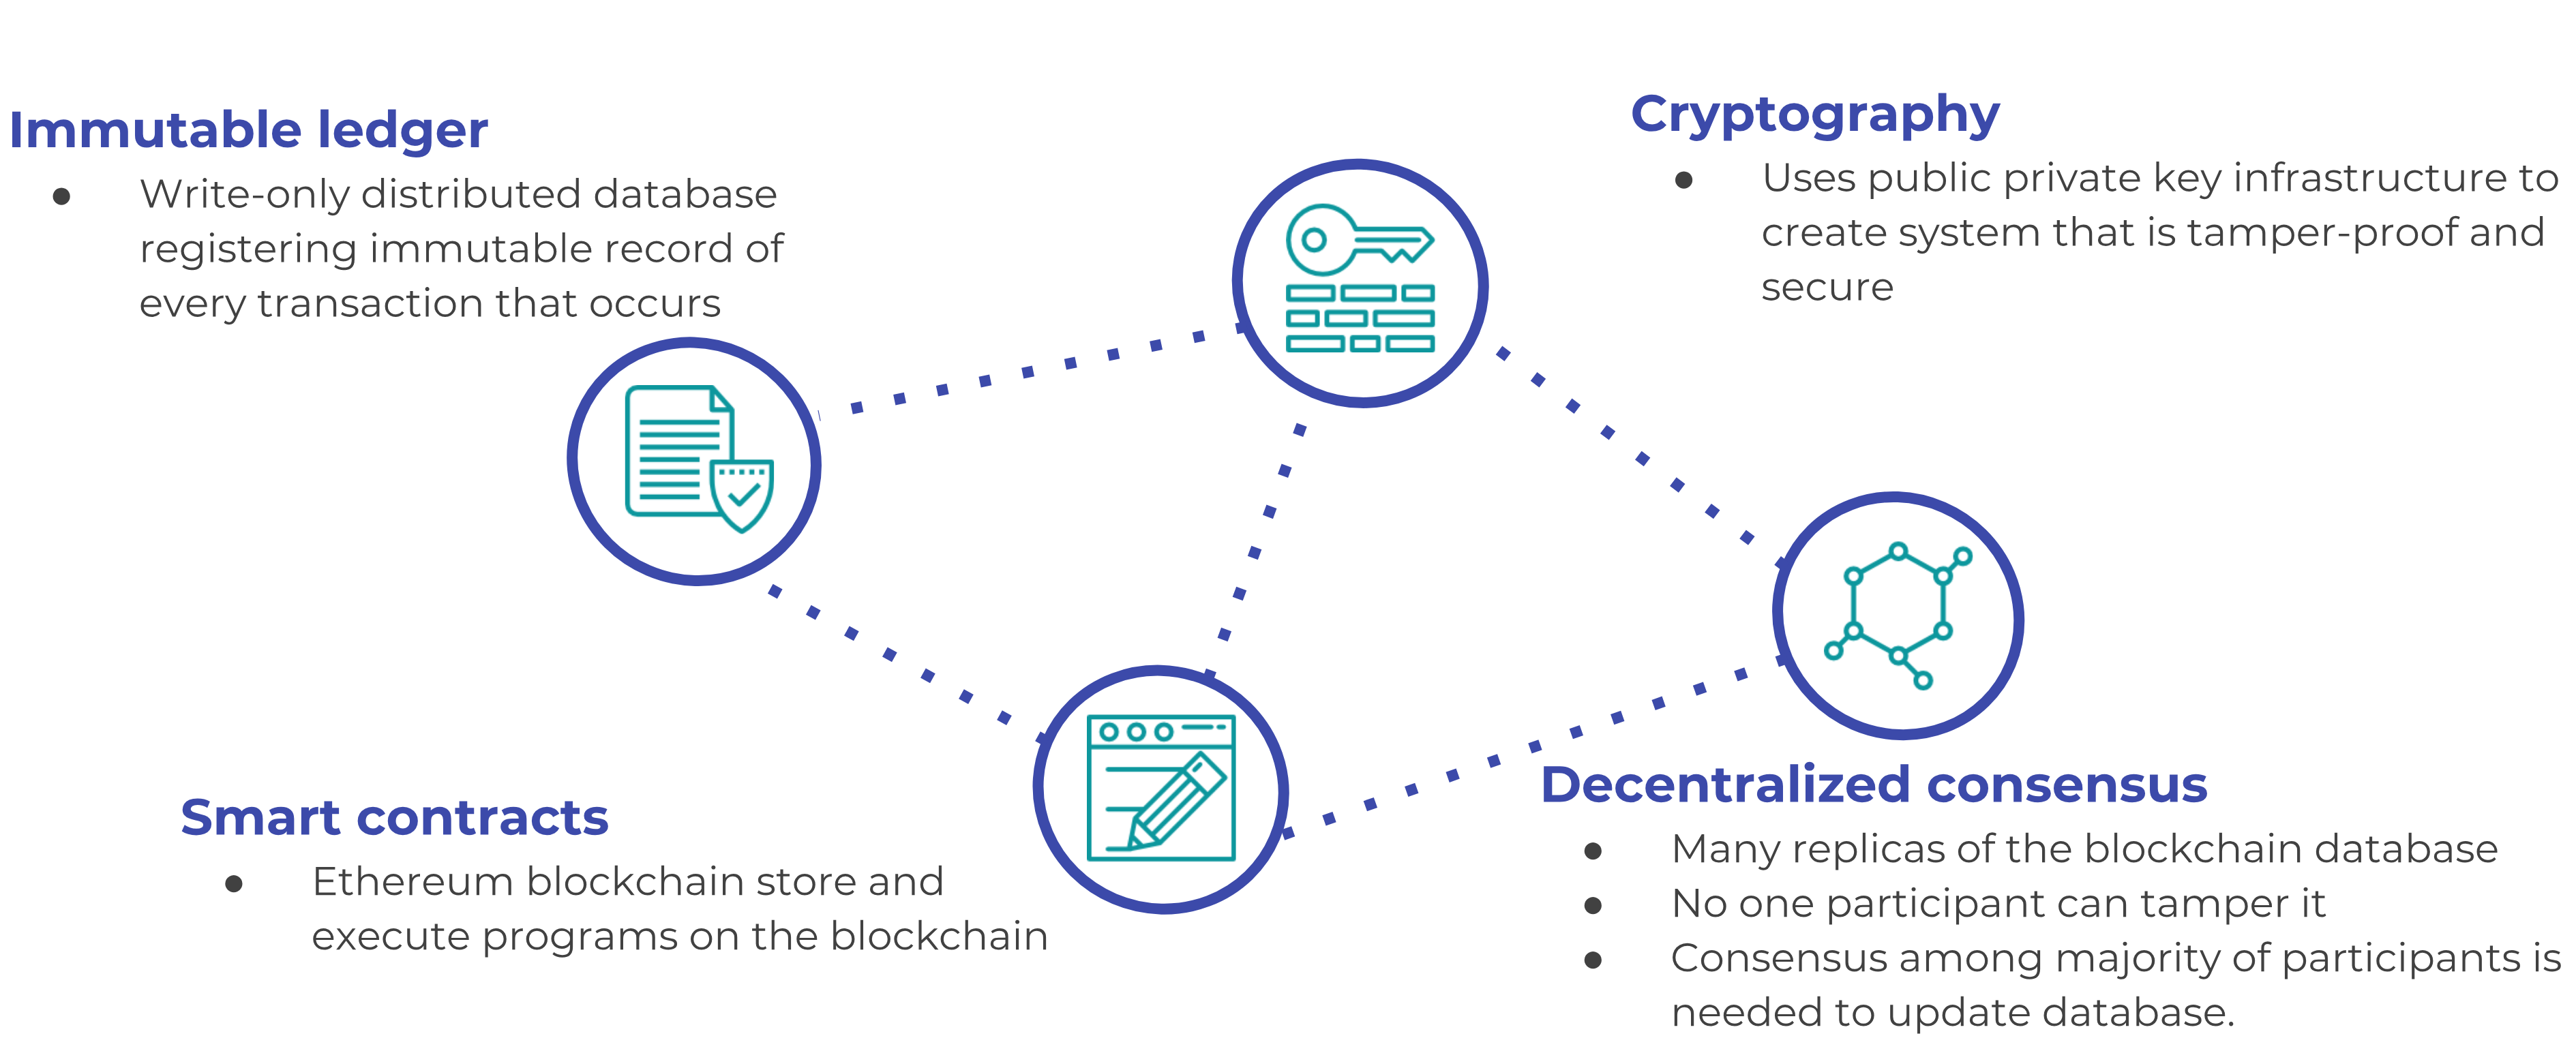 Immutable ledger
● Write-only distributed database
registering immutable record of
every transaction that occurs
Cryptography
● Uses public private key infrastructure to
create system that is tamper-proof and
secure
Smart contracts
● Ethereum blockchain store and
execute programs on the blockchain
Decentralized consensus
● Many replicas of the blockchain database
● No one participant can tamper it
● Consensus among majority of participants is
needed to update database.